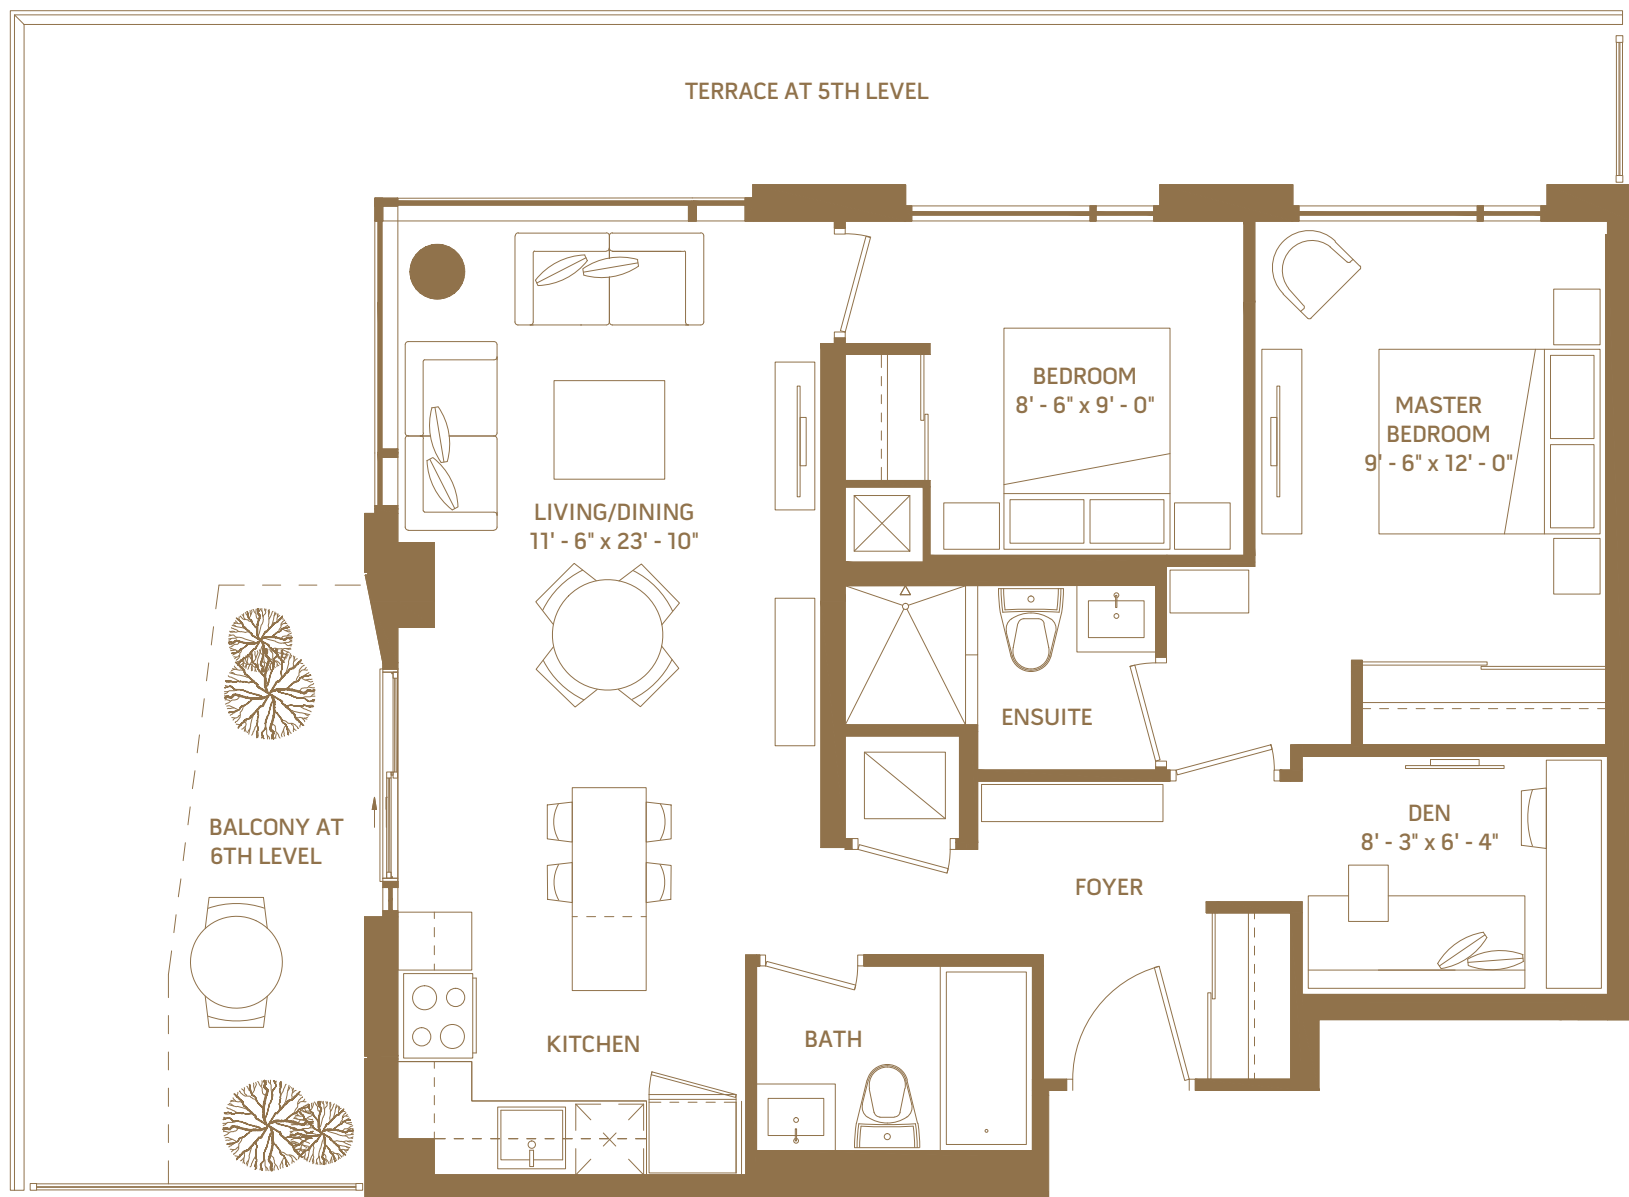 TERRACE AT 5TH LEVEL
BEDROOM
8' - 6" x 9' - 0"
MASTER
BEDROOM
9' - 6" x 12' - 0"
LIVING/DINING
11' - 6" x 23' - 10"
ENSUITE
BALCONY AT
6TH LEVEL
DEN
8' - 3" x 6' - 4"
FOYER
KITCHEN
BATH